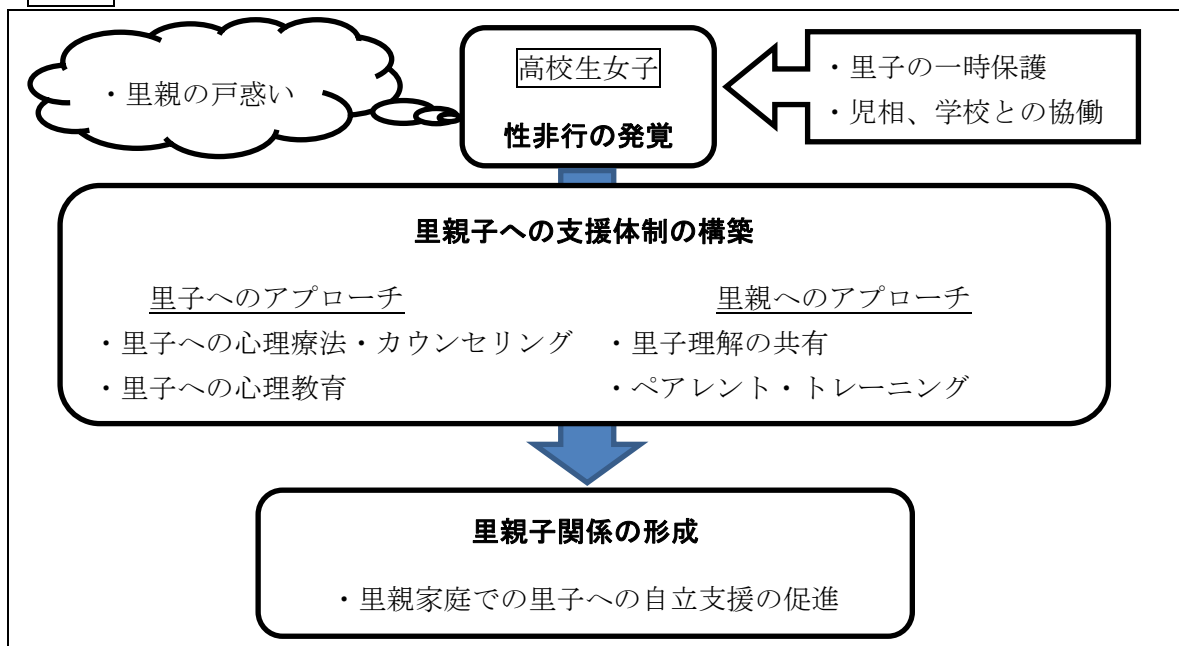 ・里親の戸惑い
高校生女子
性非行の発覚
・里子の一時保護
・児相、学校との協働
里親子への支援体制の構築
里子へのアプローチ
・里子への心理療法・カウンセリング
・里子への心理教育
里親へのアプローチ
・里子理解の共有
・ペアレント・トレーニング
里親子関係の形成
・里親家庭での里子への自立支援の促進